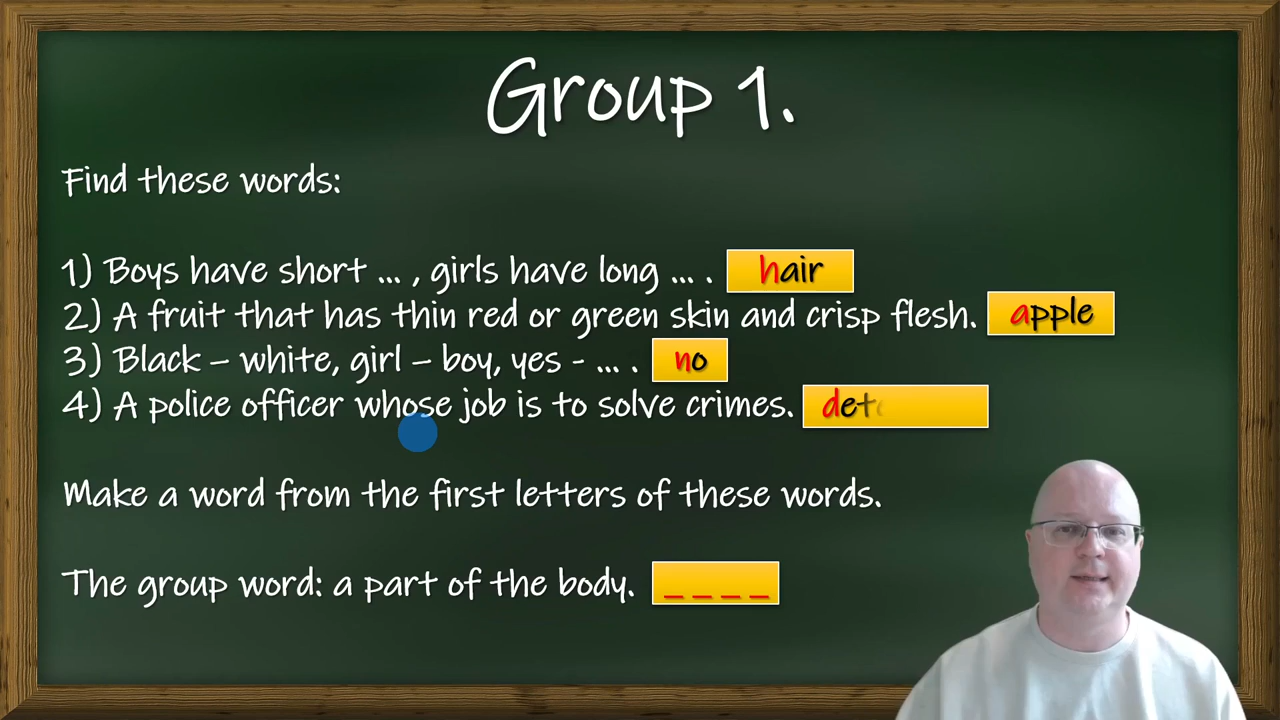 Group 1.
Find these words:
1) Boys have short ... , girls have long ... . hair
2) A fruit that has thin red or green skin and crisp flesh. apple
3) Black – white, girl – boy, yes - ... . no
4) A police officer whose job is to solve crimes. det
Make a word from the first letters of these words.
The group word: a part of the body. _ _ _ _